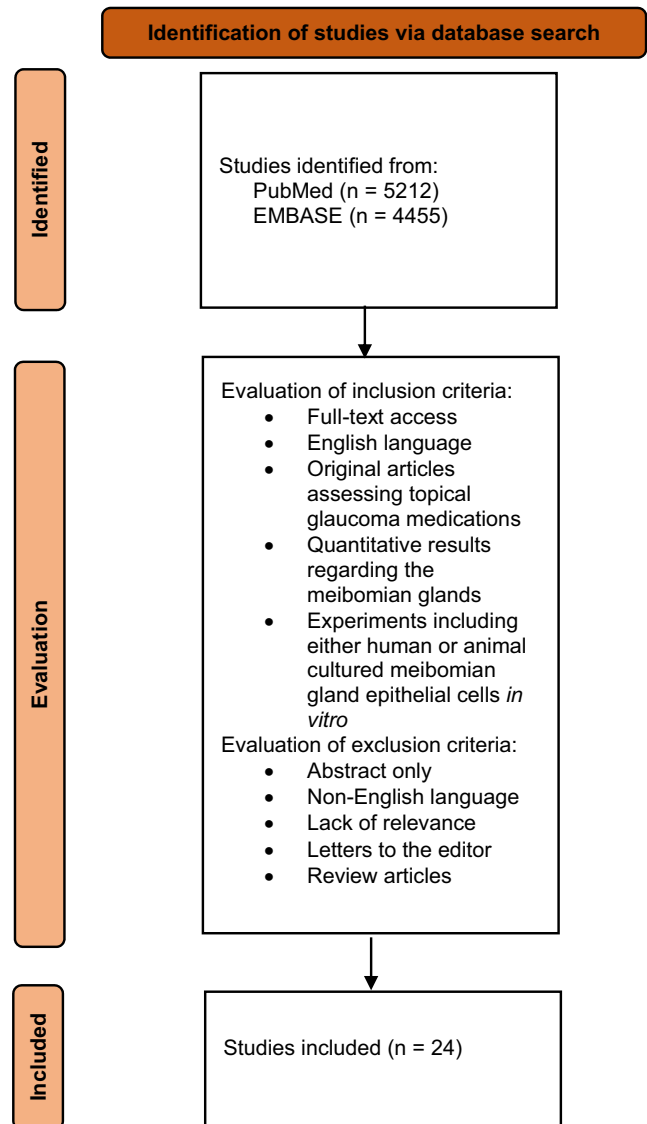 Identification of studies via database search
Identified
Studies identified from:
PubMed (n = 5212)
EMBASE (n = 4455)
Evaluation
Evaluation of inclusion criteria:
• Full-text access
• English language
• Original articles
assessing topical
glaucoma medications
• Quantitative results
regarding the
meibomian glands
• Experiments including
either human or animal
cultured meibomian
gland epithelial cells in
vitro
Evaluation of exclusion criteria:
• Abstract only
• Non-English language
• Lack of relevance
• Letters to the editor
• Review articles
Included
Studies included (n = 24)